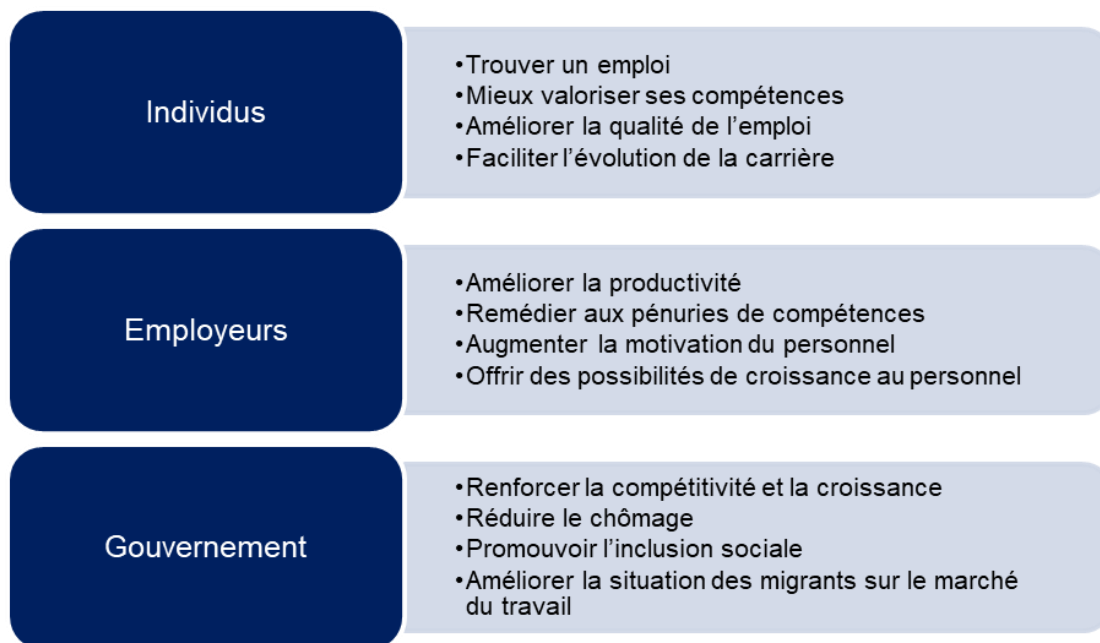 Individus
•Trouver un emploi
•Mieux valoriser ses compétences
•Améliorer la qualité de l’emploi
•Faciliter l’évolution de la carrière
Employeurs
•Améliorer la productivité
•Remédier aux pénuries de compétences
•Augmenter la motivation du personnel
•Offrir des possibilités de croissance au personnel
Gouvernement
•Renforcer la compétitivité et la croissance
•Réduire le chômage
•Promouvoir l’inclusion sociale
•Améliorer la situation des migrants sur le marché
du travail